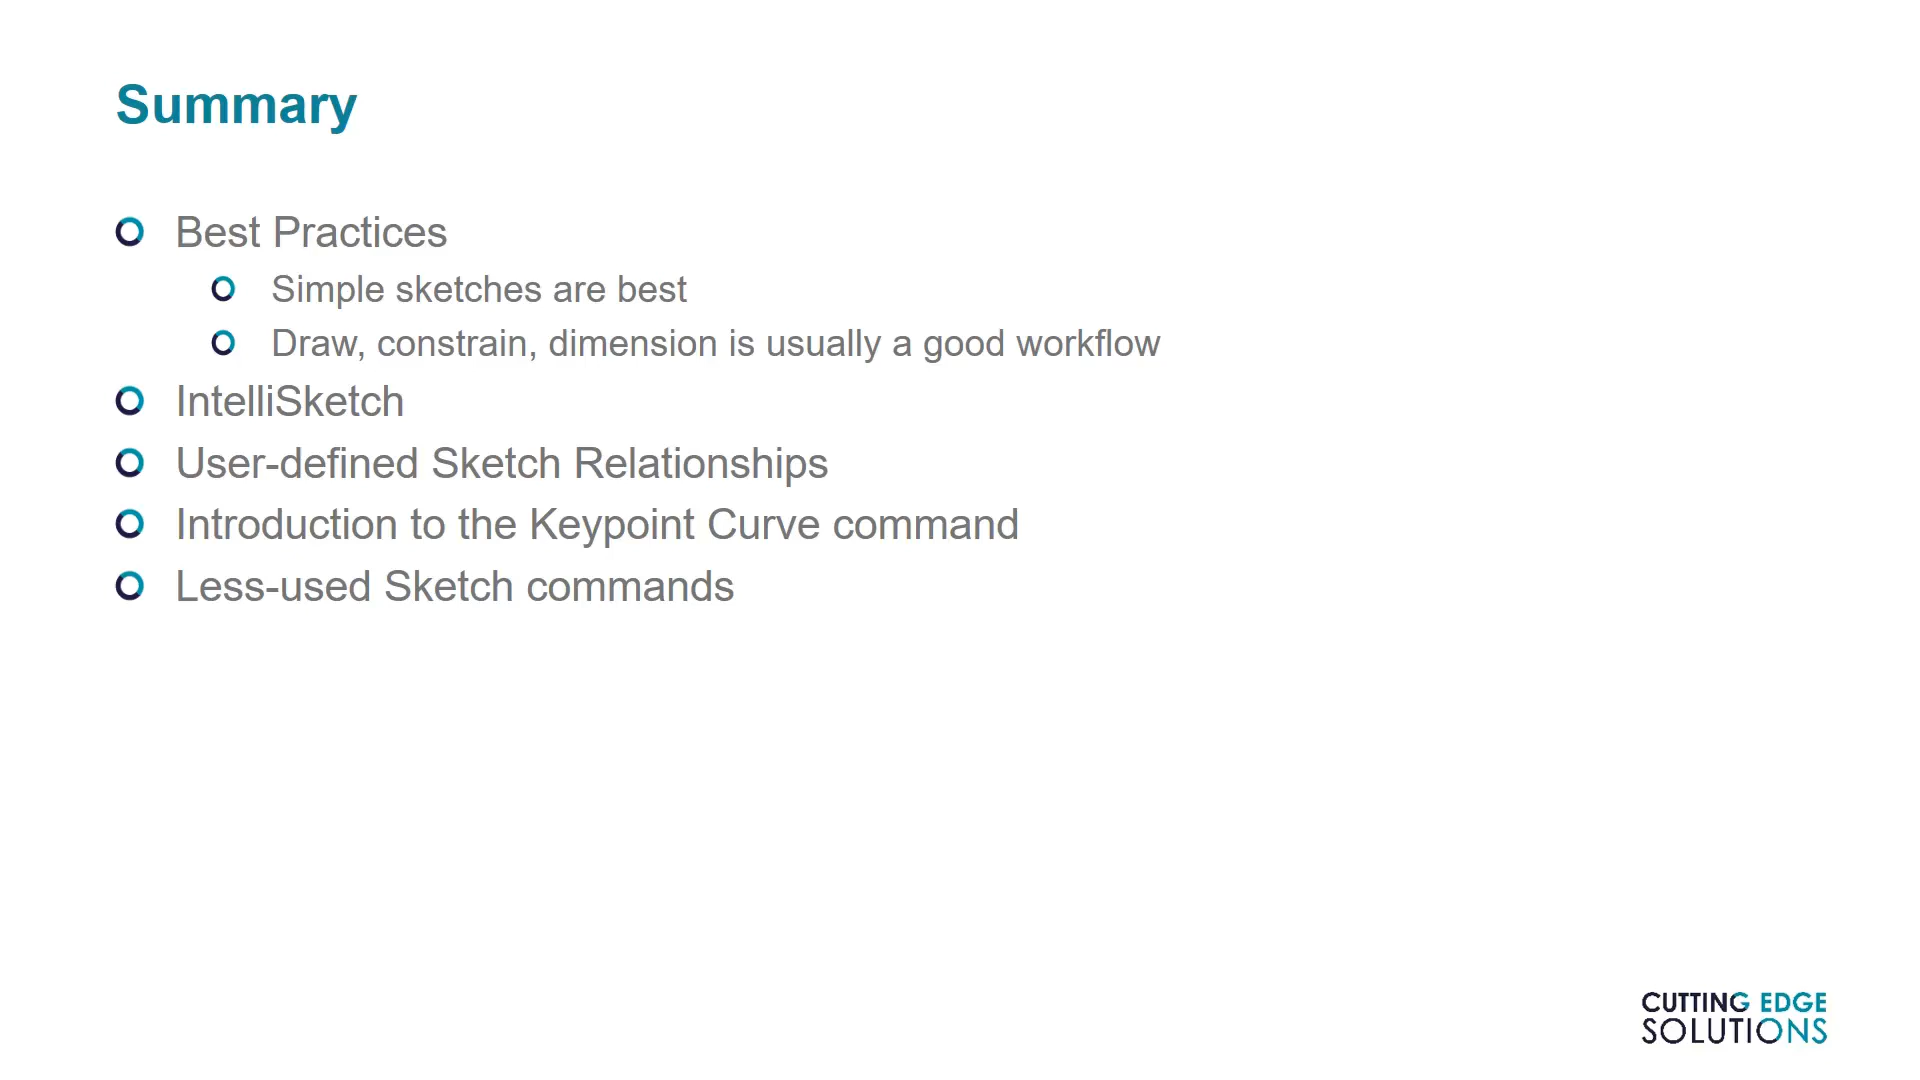 Summary
Best Practices
Simple sketches are best
Draw, constrain, dimension is usually a good workflow
IntelliSketch
User-defined Sketch Relationships
Introduction to the Keypoint Curve command
Less-used Sketch commands
CUTTING EDGE
SOLUTIONS